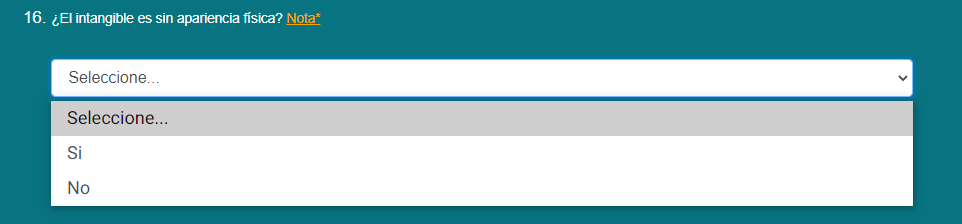 16. ¿El intangible es sin apariencia física? Nota*
Seleccione...
Seleccione...
Si
No